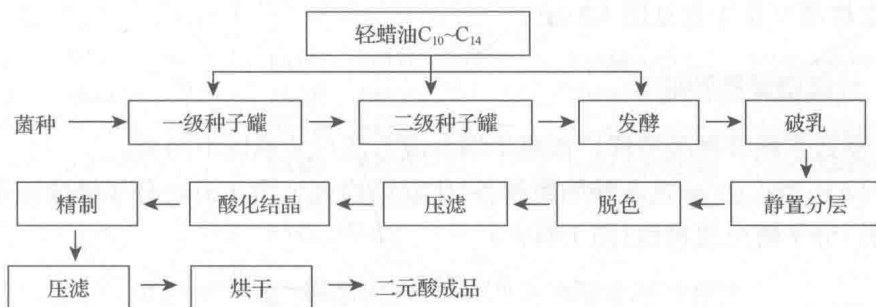 轻蜡油C₁₀~C₁₄
菌种 一级种子罐 二级种子罐 发酵 破乳
精制 酸化结晶 压滤 脱色 静置分层
压滤 烘干 二元酸成品